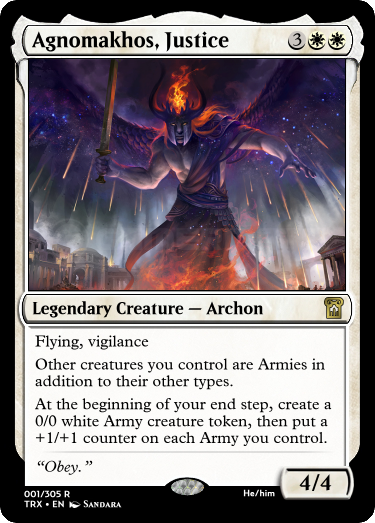 Agnomakhos, Justice 3
Legendary Creature — Archon
Flying, vigilance
Other creatures you control are Armies in
addition to their other types.
At the beginning of your end step, create a
0/0 white Army creature token, then put a
+1/+1 counter on each Army you control.
“Obey.”
4/4
001/305 R He/him
TRX • EN SANDARA